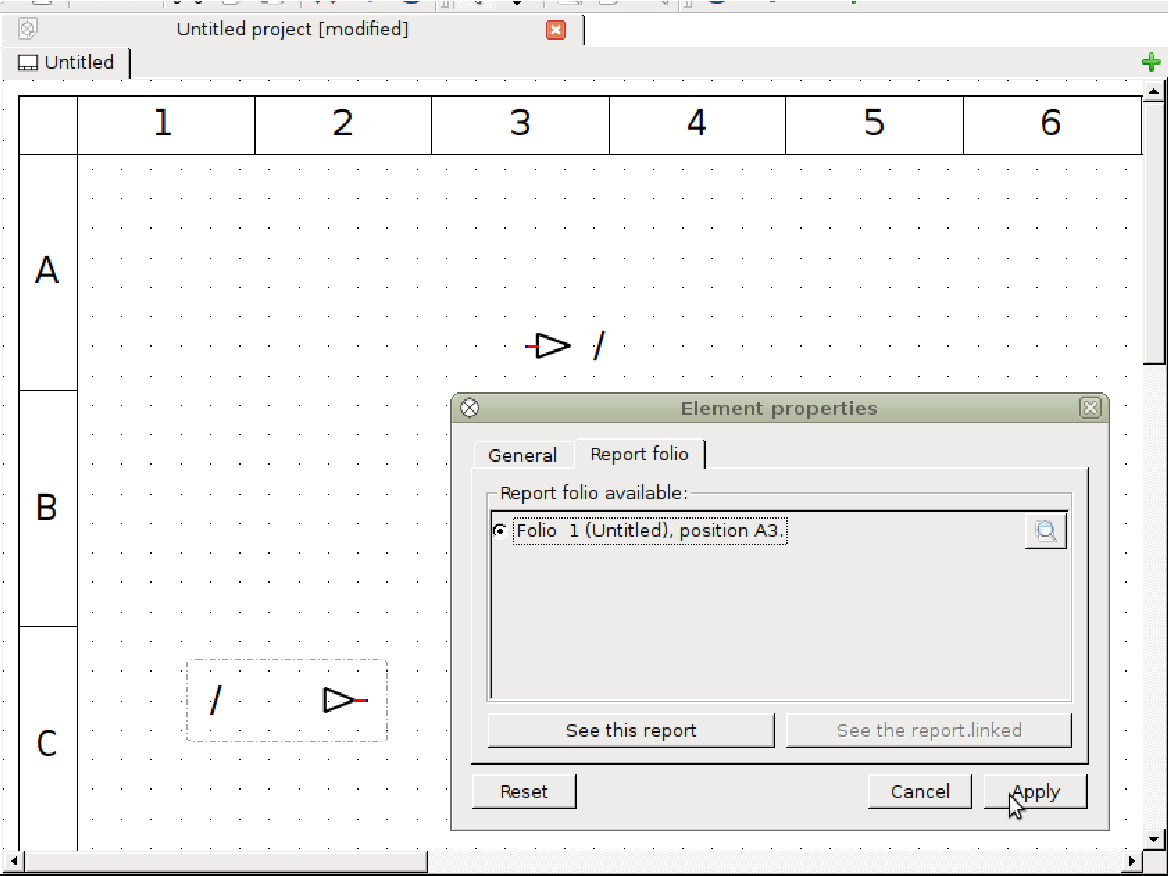 Untitled project [modified]
Untitled
1 2 3 4 5 6
A
/
Element properties
General Report folio
Report folio available:
B
Folo 1 (Untitled), position A3.
/
See this report See the report.linked
C
Reset Cancel Apply